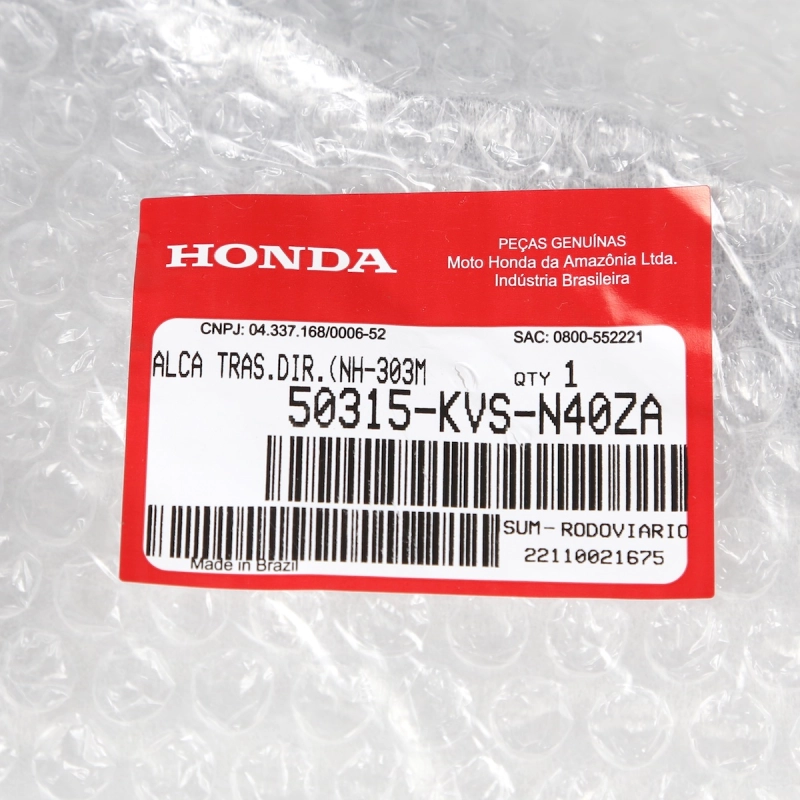 HONDA
PEÇAS GENUÍNAS
Moto Honda da Amazônia Ltda.
Indústria Brasileira
CNPJ: 04.337.168/0006-52
SAC: 0800-552221
ALCA TRAS.DIR.(NH-303M
QTY 1
50315-KVS-N40ZA
SUM-RODOVIARIO
22110021675
Made in Brazil